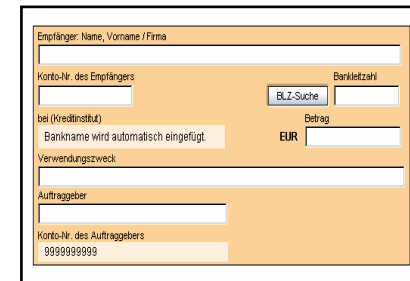 Empfänger: Name, Vorname / Firma
Konto-Nr. des Empfängers Bankleitzahl
BLZ-Suche
bei (Kreditinstitut) Betrag
Bankname wird automatisch eingefügt. EUR
Verwendungszweck
Auftraggeber
Konto-Nr. des Auftraggebers
9999999999